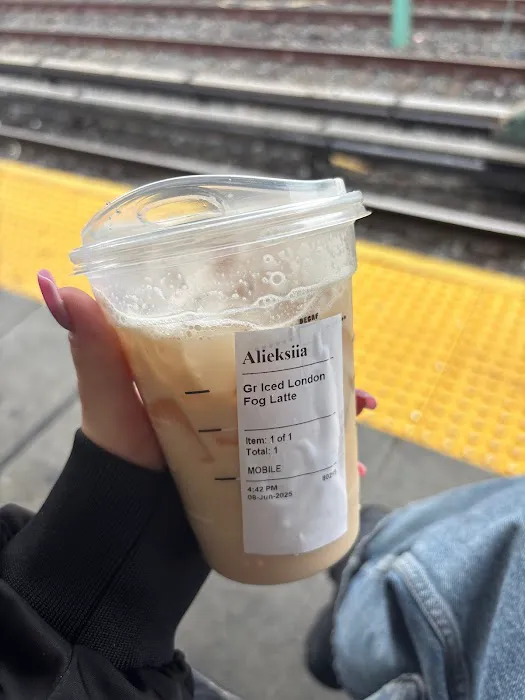 DECAF
Alieksiia
Gr Iced London
Fog Latte
Item: 1 of 1
Total: 1
MOBILE
4:42 PM
09-Jun-2025